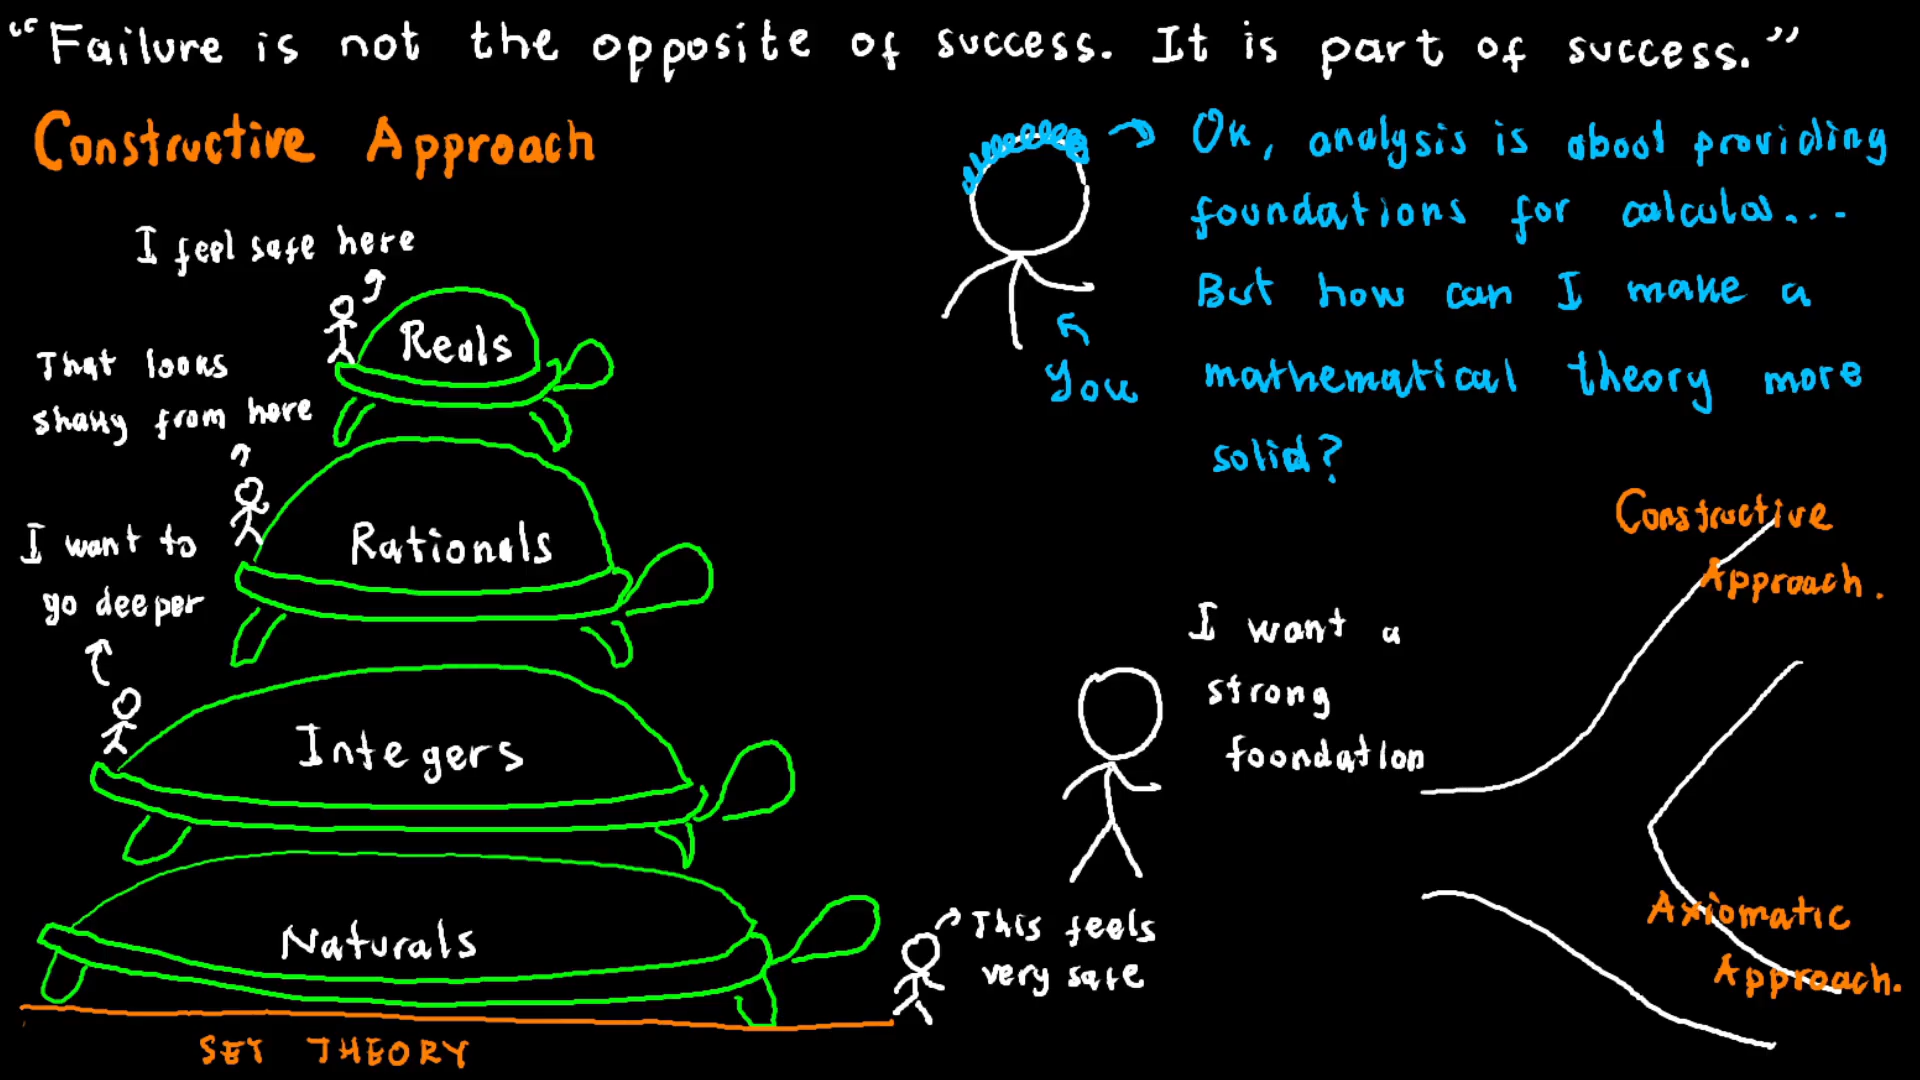 “Failure is not the opposite of success. It is part of success.”
Constructive Approach
I feel safe here
Reals
That looks
shaky from here
Rationals
I want to
go deeper
Integers
Naturals
SET THEORY
This feels
very safe
Ok, analysis is about providing
foundations for calculus...
But how can I make a
mathematical theory more
solid?
You
I want a
strong
foundation
Constructive
Approach.
Axiomatic
Approach.